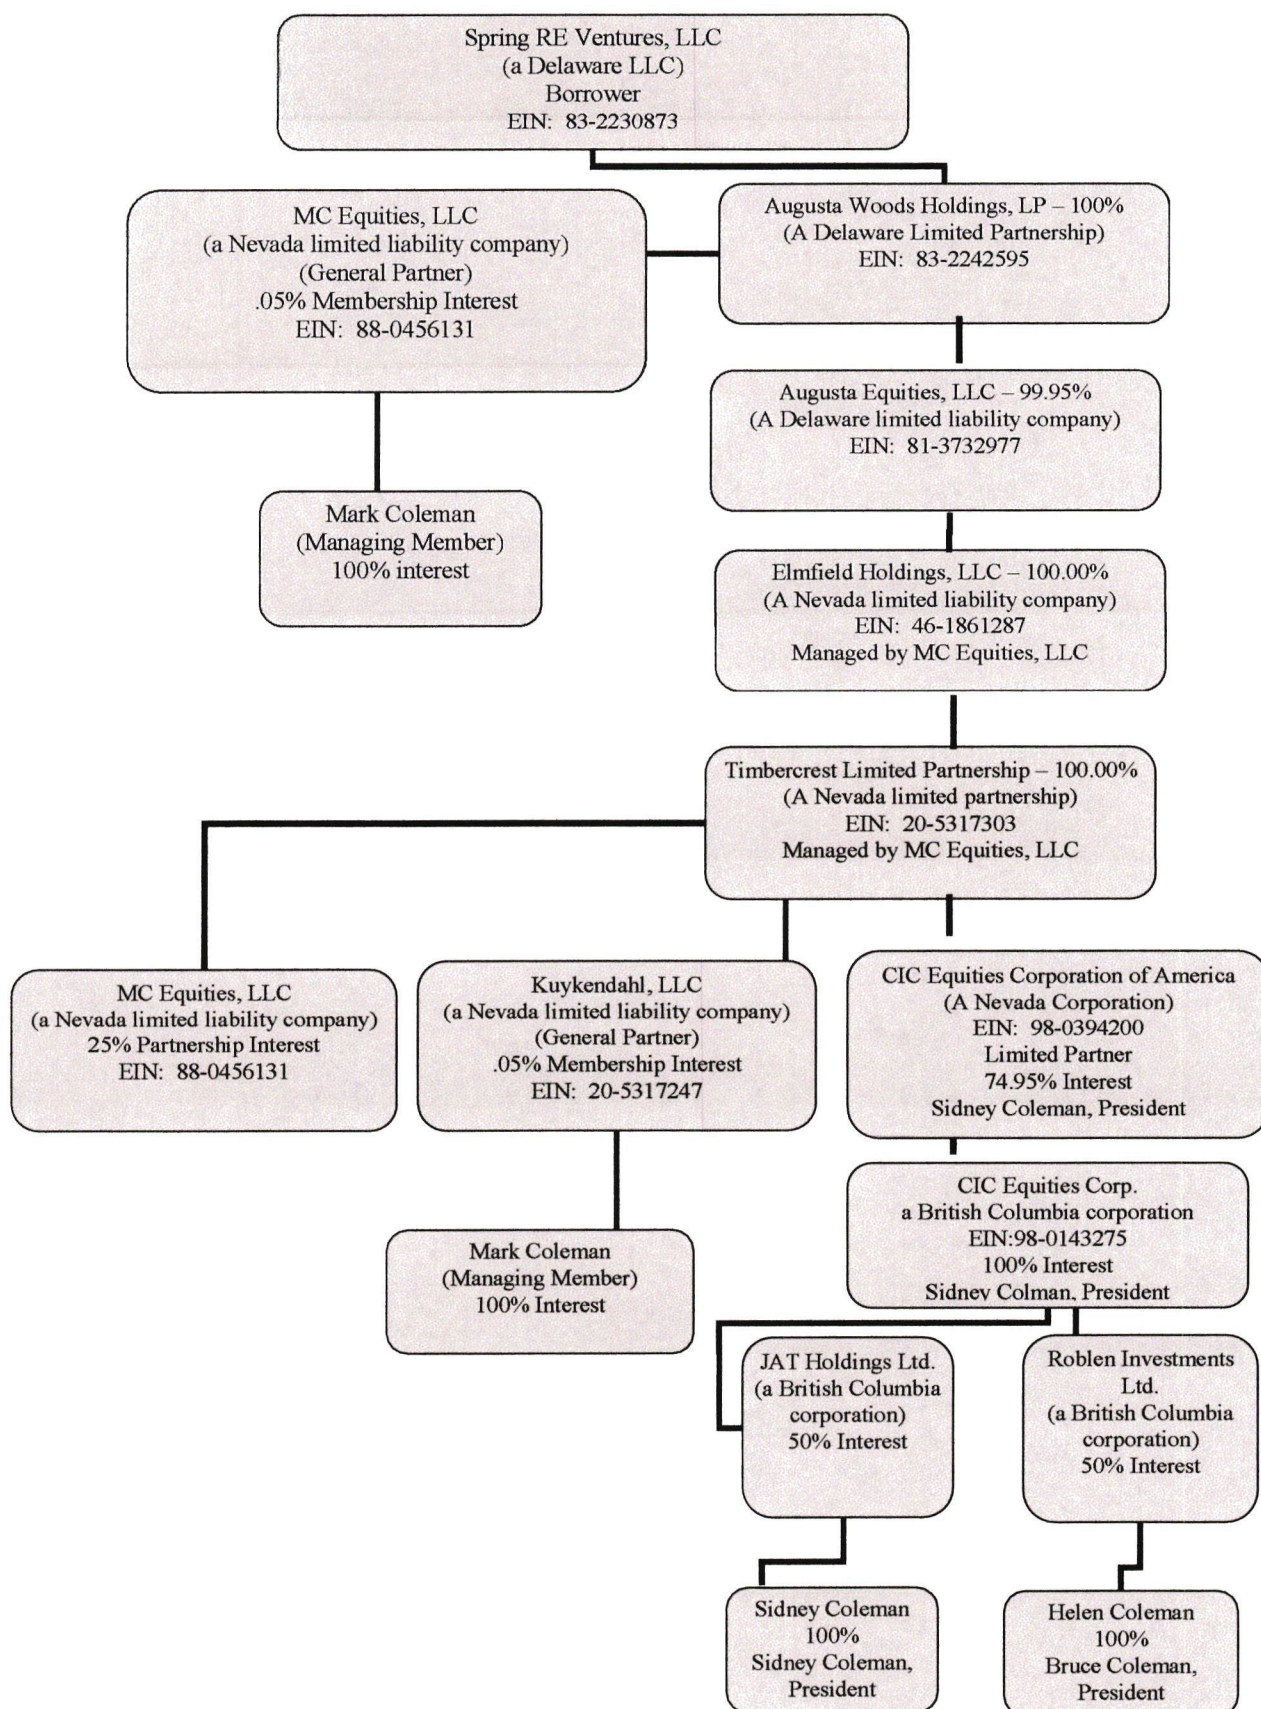 Spring RE Ventures, LLC
(a Delaware LLC)
Borrower
EIN: 83-2230873
MC Equities, LLC
(a Nevada limited liability company)
(General Partner)
.05% Membership Interest
EIN: 88-0456131
Augusta Woods Holdings, LP – 100%
(A Delaware Limited Partnership)
EIN: 83-2242595
Augusta Equities, LLC – 99.95%
(A Delaware limited liability company)
EIN: 81-3732977
Mark Coleman
(Managing Member)
100% interest
Elmfield Holdings, LLC – 100.00%
(A Nevada limited liability company)
EIN: 46-1861287
Managed by MC Equities, LLC
Timbercrest Limited Partnership – 100.00%
(A Nevada limited partnership)
EIN: 20-5317303
Managed by MC Equities, LLC
MC Equities, LLC
(a Nevada limited liability company)
25% Partnership Interest
EIN: 88-0456131
Kuykendahl, LLC
(a Nevada limited liability company)
(General Partner)
.05% Membership Interest
EIN: 20-5317247
CIC Equities Corporation of America
(A Nevada Corporation)
EIN: 98-0394200
Limited Partner
74.95% Interest
Sidney Coleman, President
Mark Coleman
(Managing Member)
100% Interest
CIC Equities Corp.
a British Columbia corporation
EIN:98-0143275
100% Interest
Sidney Colman, President
JAT Holdings Ltd.
(a British Columbia
corporation)
50% Interest
Roblen Investments
Ltd.
(a British Columbia
corporation)
50% Interest
Sidney Coleman
100%
Sidney Coleman,
President
Helen Coleman
100%
Bruce Coleman,
President